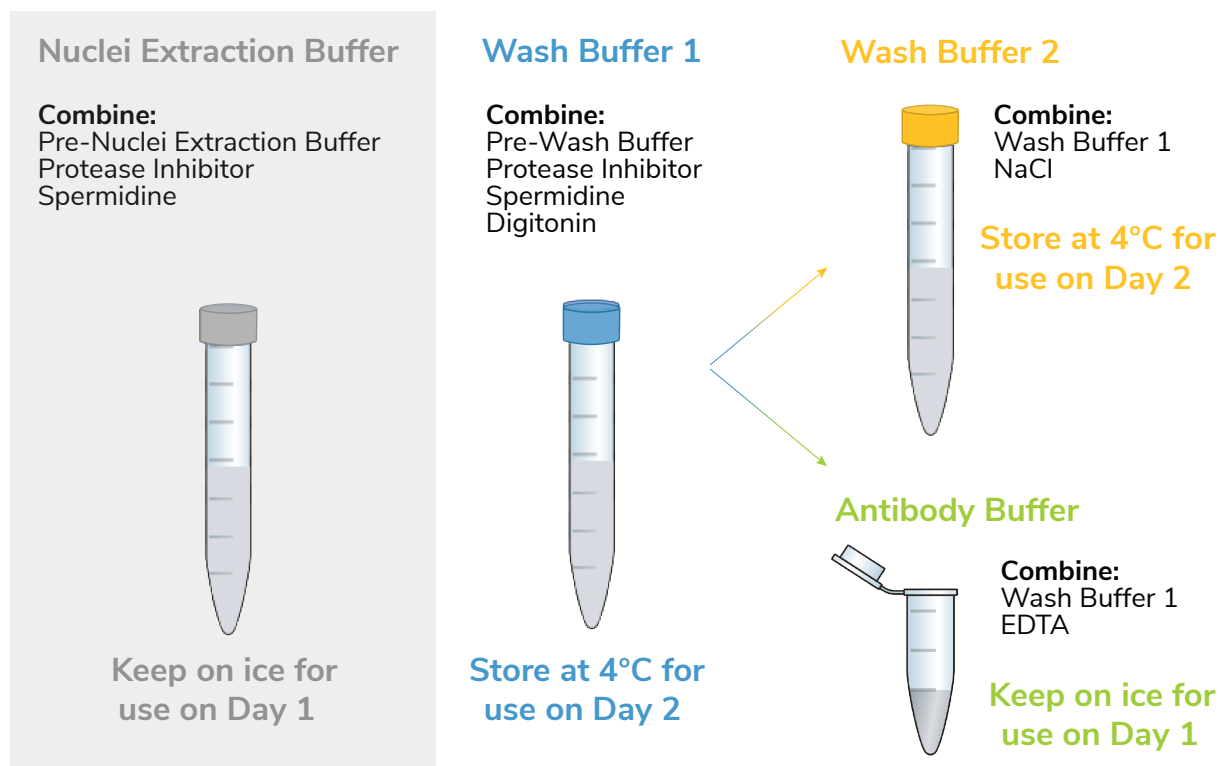 Nuclei Extraction Buffer
Combine:
Pre-Nuclei Extraction Buffer
Protease Inhibitor
Spermidine
Keep on ice for
use on Day 1
Wash Buffer 1
Combine:
Pre-Wash Buffer
Protease Inhibitor
Spermidine
Digitonin
Store at 4°C for
use on Day 2
Wash Buffer 2
Combine:
Wash Buffer 1
NaCl
Store at 4°C for
use on Day 2
Antibody Buffer
Combine:
Wash Buffer 1
EDTA
Keep on ice for
use on Day 1